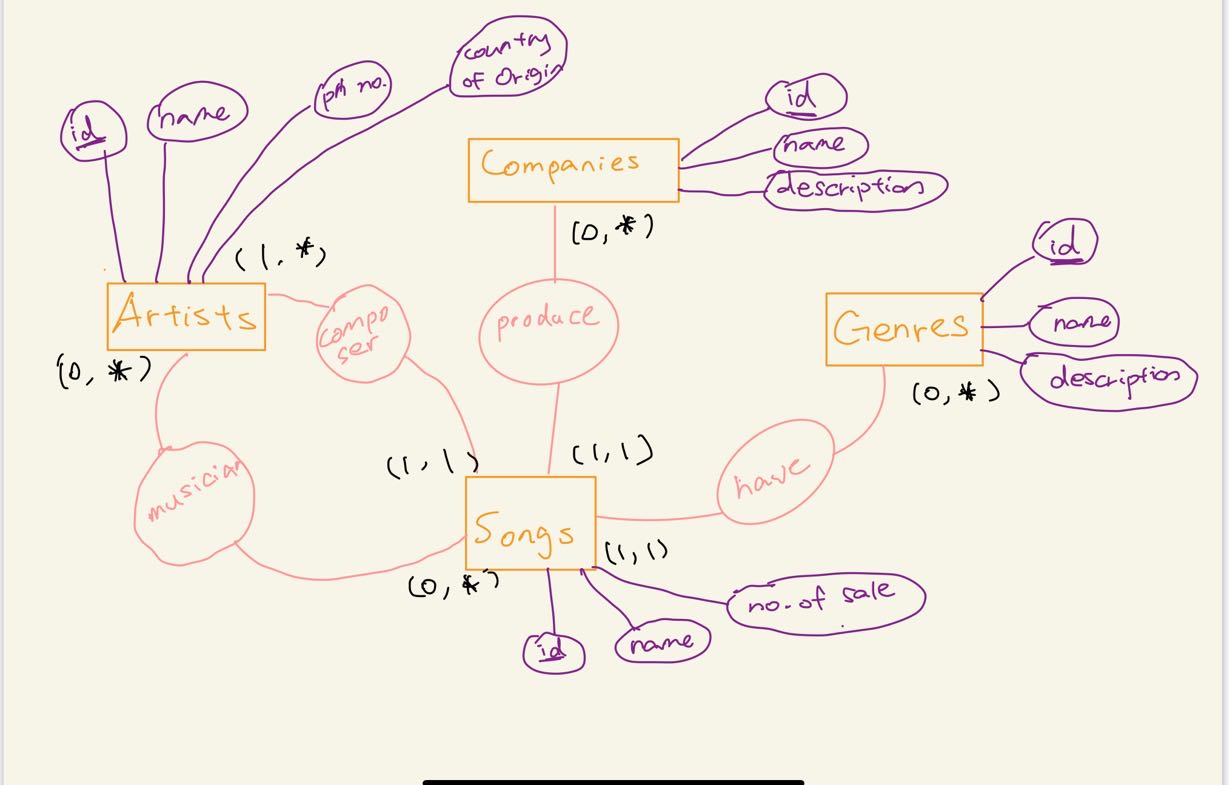 country
of Origin
ph no.
name
id
id
name
description
Companies
(0, *)
id
name
description
Genres
(0, *)
(1, *)
Artists
(0, *)
compo
ser
produce
have
musician
(1, 1)
(1, 1)
Songs
(1, 1)
(0, *)
no. of sale
id
name